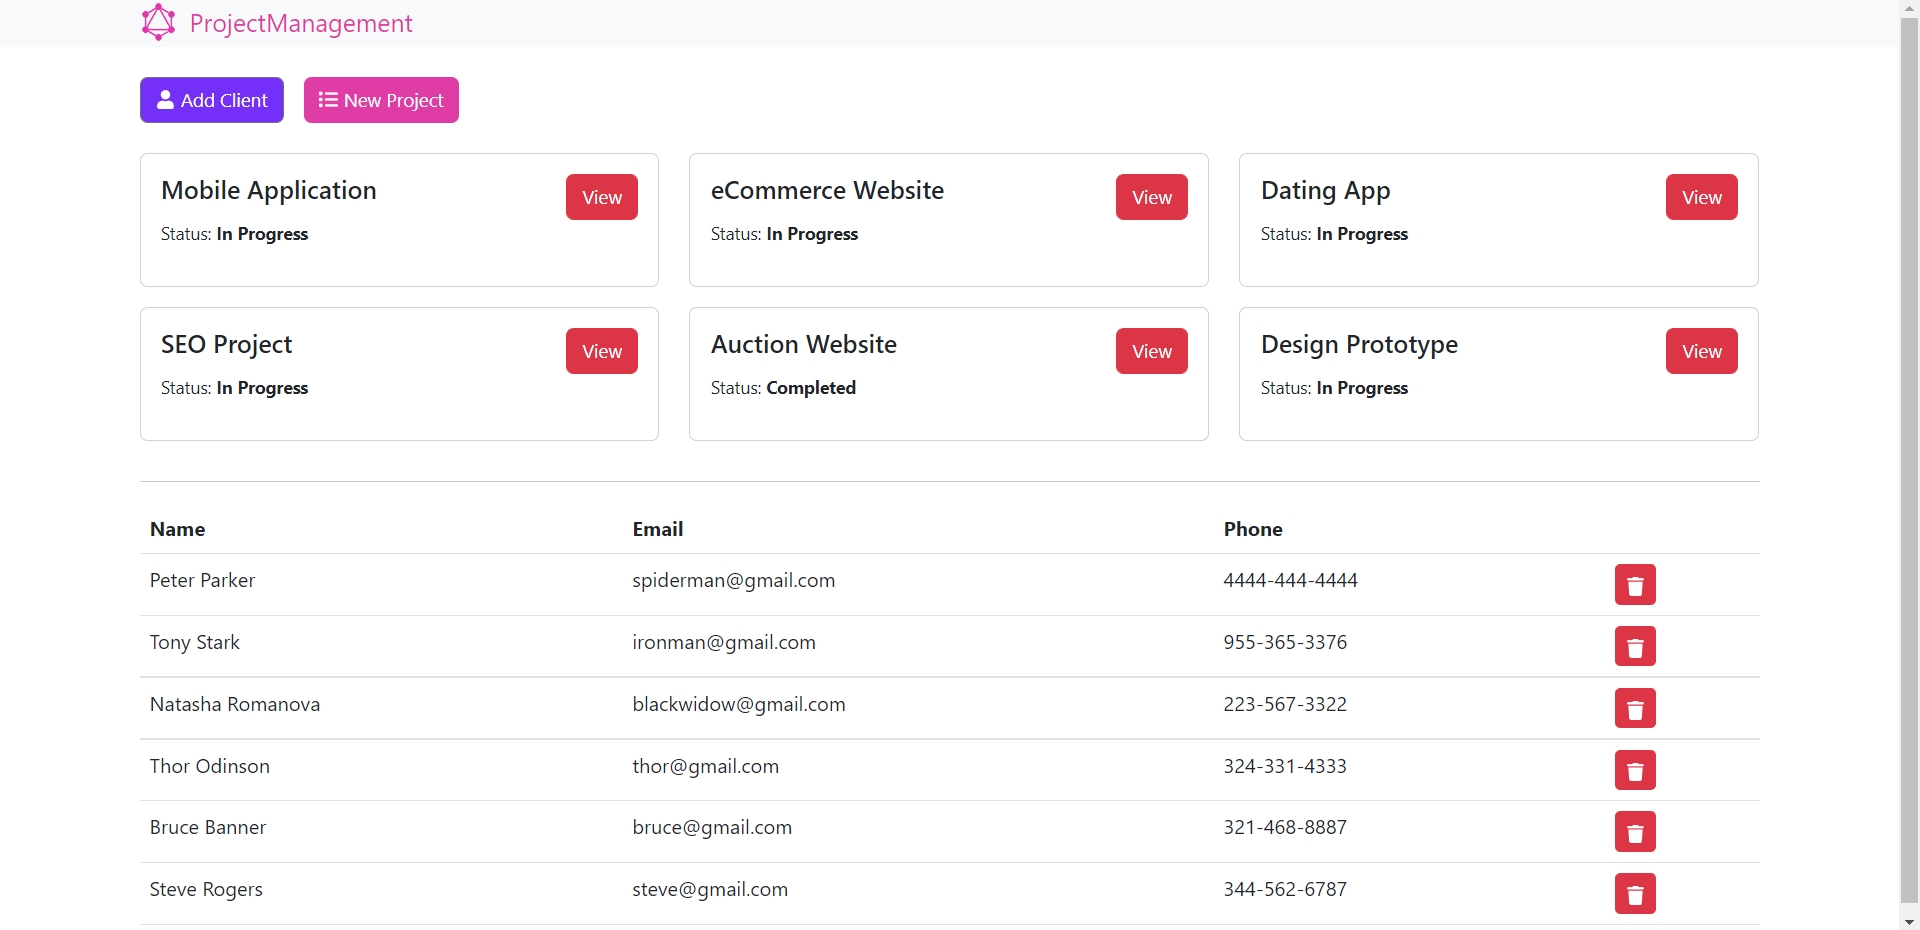 ProjectManagement
Add Client New Project
Mobile Application View
Status: In Progress
eCommerce Website View
Status: In Progress
Dating App View
Status: In Progress
SEO Project View
Status: In Progress
Auction Website View
Status: Completed
Design Prototype View
Status: In Progress
Name Email Phone
Peter Parker spiderman@gmail.com 4444-444-4444
Tony Stark ironman@gmail.com 955-365-3376
Natasha Romanova blackwidow@gmail.com 223-567-3322
Thor Odinson thor@gmail.com 324-331-4333
Bruce Banner bruce@gmail.com 321-468-8887
Steve Rogers steve@gmail.com 344-562-6787